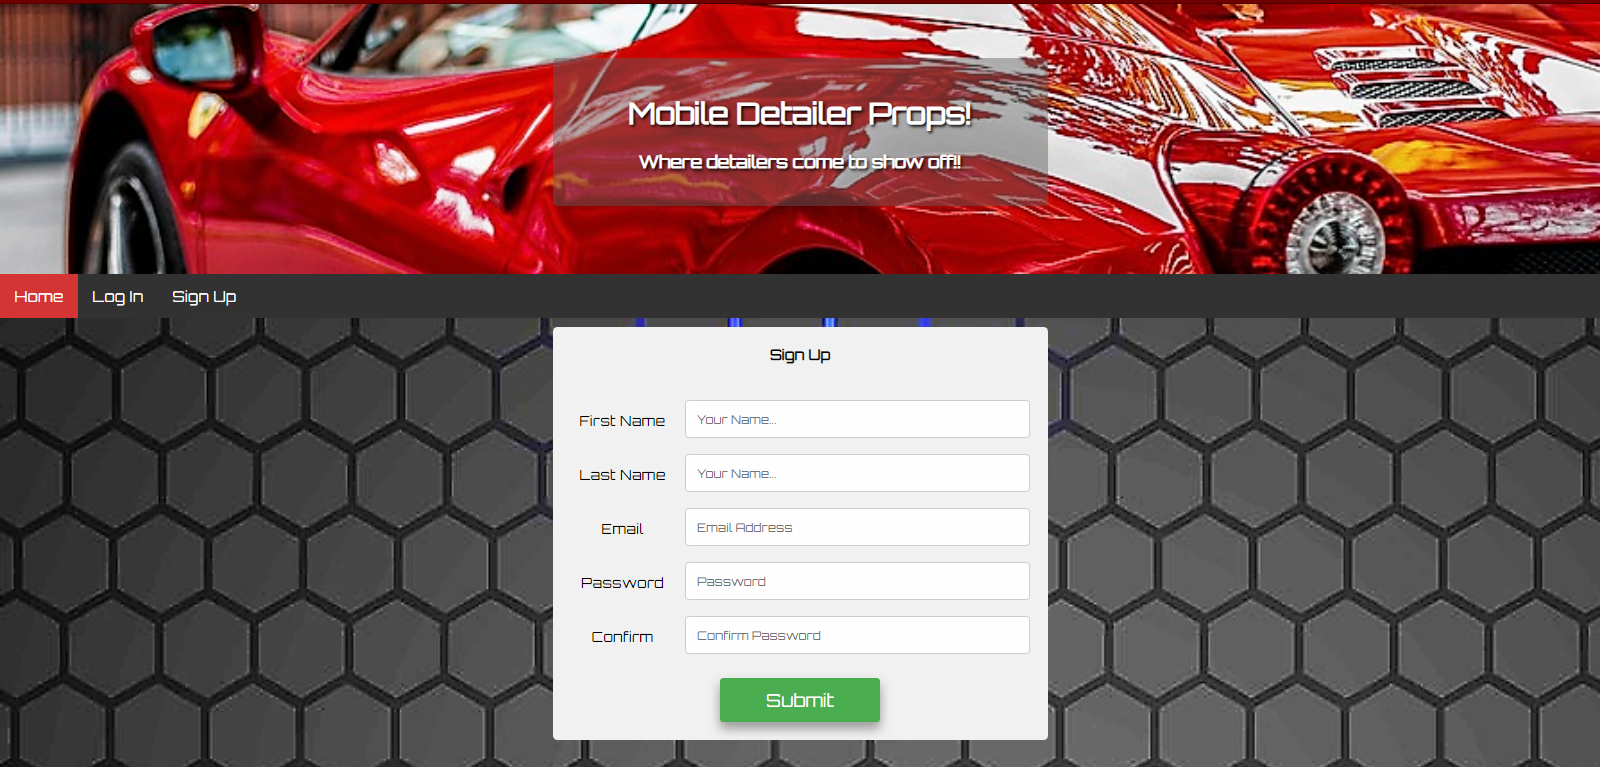 Mobile Detailer Props!
Where detailers come to show off!!
Home Log In Sign Up
Sign Up
First Name Your Name...
Last Name Your Name...
Email Email Address
Password Password
Confirm Confirm Password
Submit